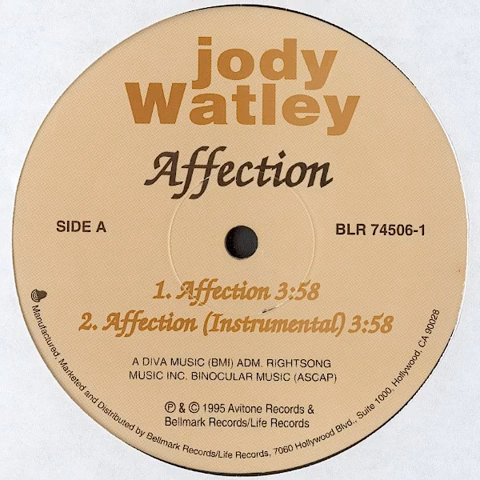 jody
Watley
Affection
SIDE A
BLR 74506-1
1. Affection 3:58
2. Affection (Instrumental) 3:58
A DIVA MUSIC (BMI) ADM. RIGHTSONG
MUSIC INC. BINOCULAR MUSIC (ASCAP)
℗ & © 1995 Avitone Records &
Bellmark Records/Life Records
Manufactured, Marketed and Distributed by Bellmark Records/Life Records, 7060 Hollywood Blvd., Suite 1000, Hollywood, CA 90028